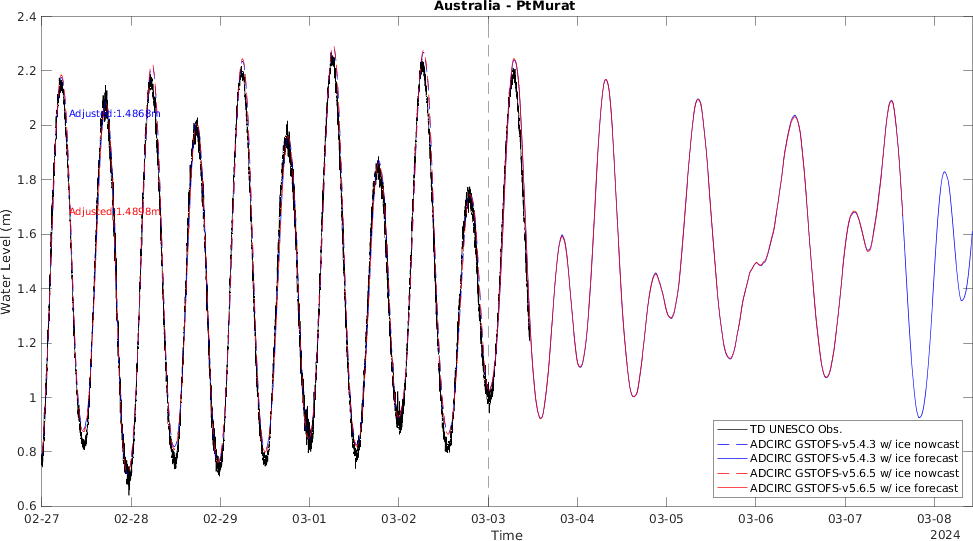 Australia - PtMurat
2.4
2.2
2
1.8
1.6
1.4
1.2
1
0.8
0.6
Water Level (m)
Adjusted:1.4868m
Adjusted:1.4898m
TD UNESCO Obs.
ADCIRC GSTOFS-v5.4.3 w/ ice nowcast
ADCIRC GSTOFS-v5.4.3 w/ ice forecast
ADCIRC GSTOFS-v5.6.5 w/ ice nowcast
ADCIRC GSTOFS-v5.6.5 w/ ice forecast
02-27 02-28 02-29 03-01 03-02 03-03 03-04 03-05 03-06 03-07 03-08
Time
2024